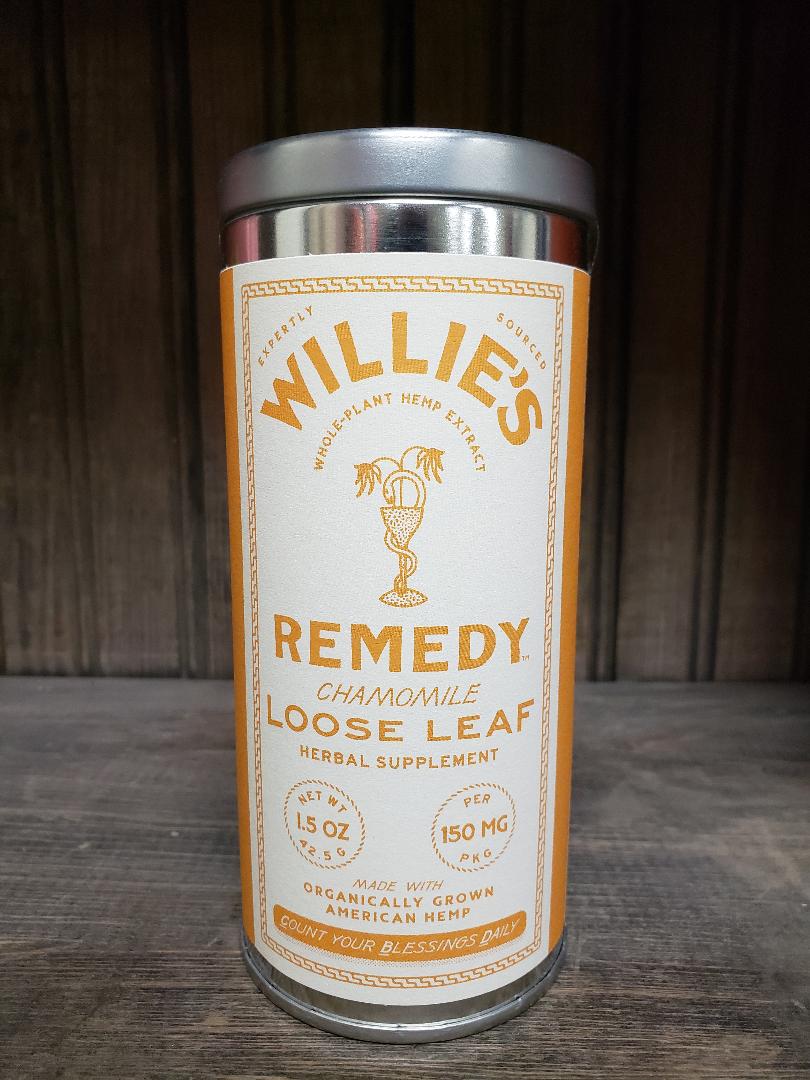 EXPERTLY SOURCED
WILLIE'S
WHOLE-PLANT HEMP EXTRACT
REMEDY™
CHAMOMILE
LOOSE LEAF
HERBAL SUPPLEMENT
NET WT
1.5 OZ
42.5 G
PER
150 MG
PKG
MADE WITH
ORGANICALLY GROWN
AMERICAN HEMP
COUNT YOUR BLESSINGS DAILY